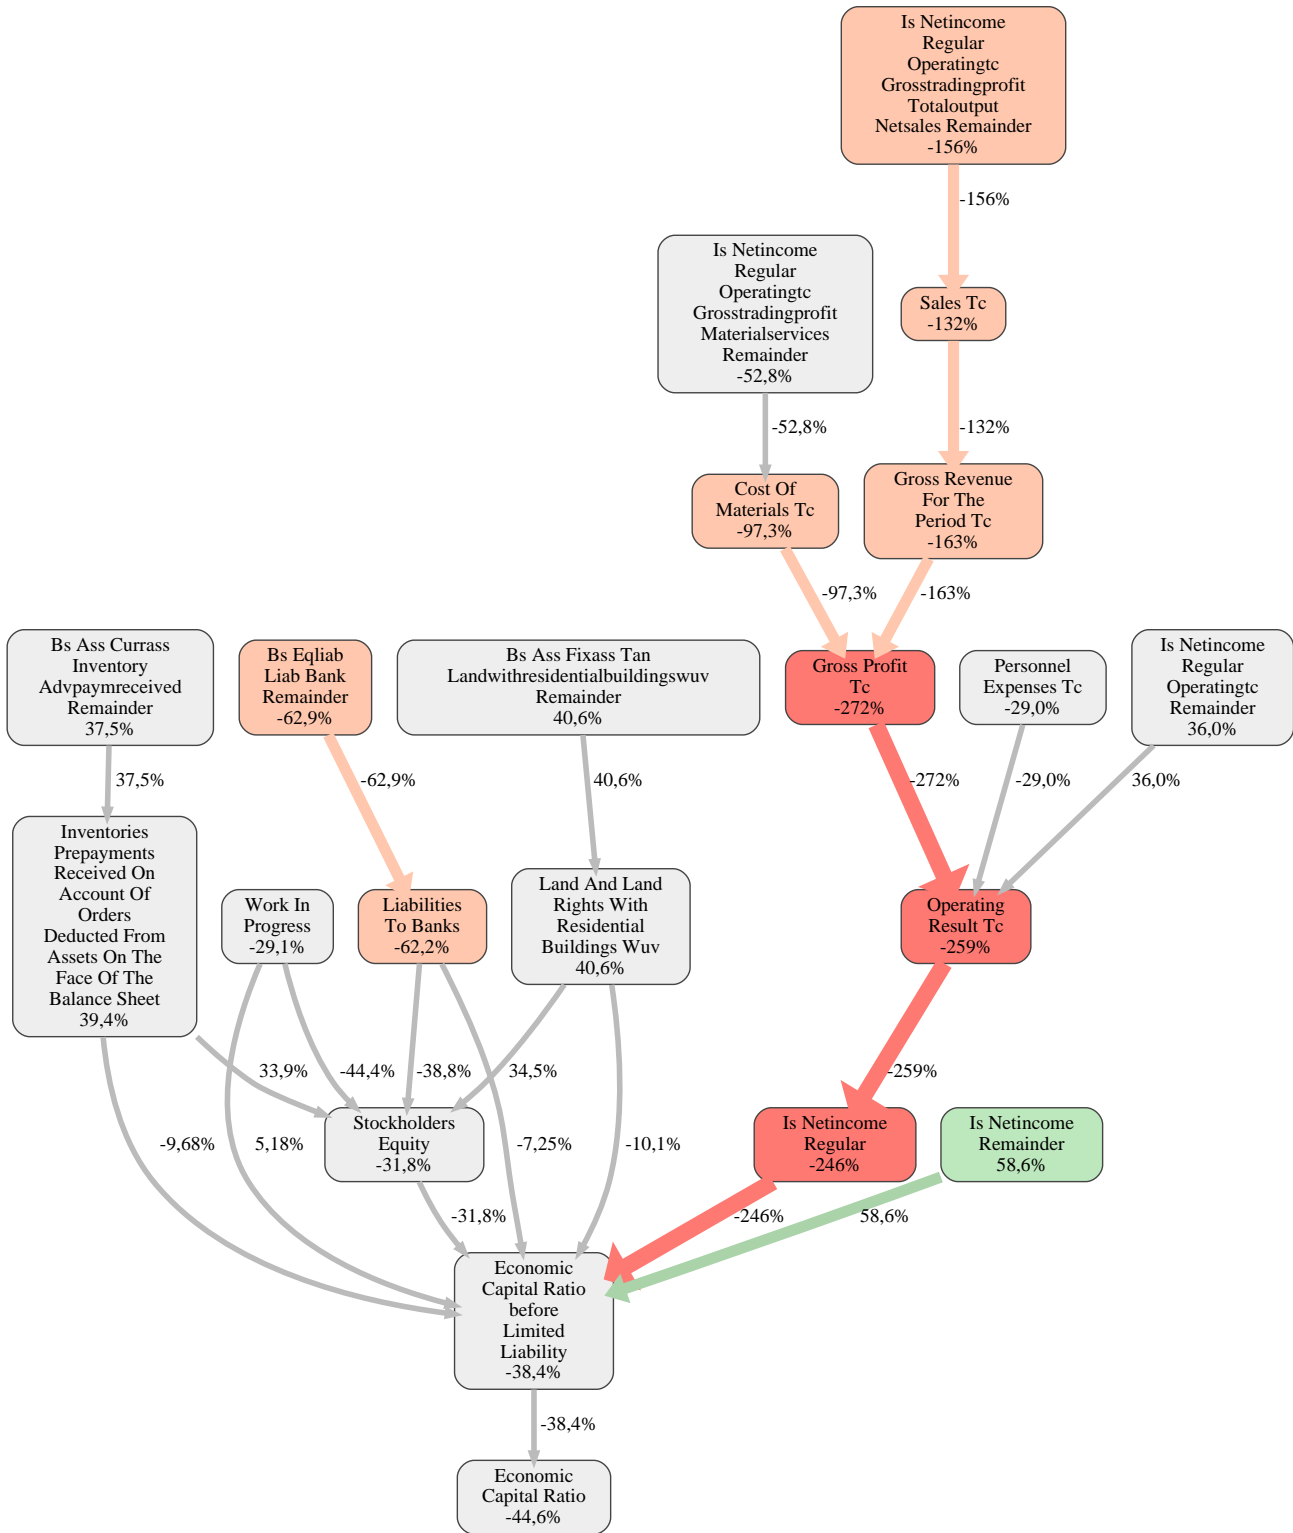 Is Netincome
Regular
Operatingtc
Grosstradingprofit
Totaloutput
Netsales Remainder
-156%
-156%
Is Netincome
Regular
Operatingtc
Grosstradingprofit
Materialservices
Remainder
-52,8%
Sales Tc
-132%
-52,8%
-132%
Cost Of
Materials Tc
-97,3%
Gross Revenue
For The
Period Tc
-163%
-97,3%
-163%
Bs Ass Currass
Inventory
Advpaymreceived
Remainder
37,5%
Bs Eqliab
Liab Bank
Remainder
-62,9%
Bs Ass Fixass Tan
Landwithresidentialbuildingswuv
Remainder
40,6%
Gross Profit
Tc
-272%
Personnel
Expenses Tc
-29,0%
Is Netincome
Regular
Operatingtc
Remainder
36,0%
37,5%
-62,9%
40,6%
-272%
-29,0%
36,0%
Inventories
Prepayments
Received On
Account Of
Orders
Deducted From
Assets On The
Face Of The
Balance Sheet
39,4%
Work In
Progress
-29,1%
Liabilities
To Banks
-62,2%
Land And Land
Rights With
Residential
Buildings Wuv
40,6%
Operating
Result Tc
-259%
33,9%
-44,4%
-38,8%
34,5%
-259%
Stockholders
Equity
-31,8%
Is Netincome
Regular
-246%
Is Netincome
Remainder
58,6%
-9,68%
5,18%
-7,25%
-10,1%
-31,8%
-246%
58,6%
Economic
Capital Ratio
before
Limited
Liability
-38,4%
-38,4%
Economic
Capital Ratio
-44,6%